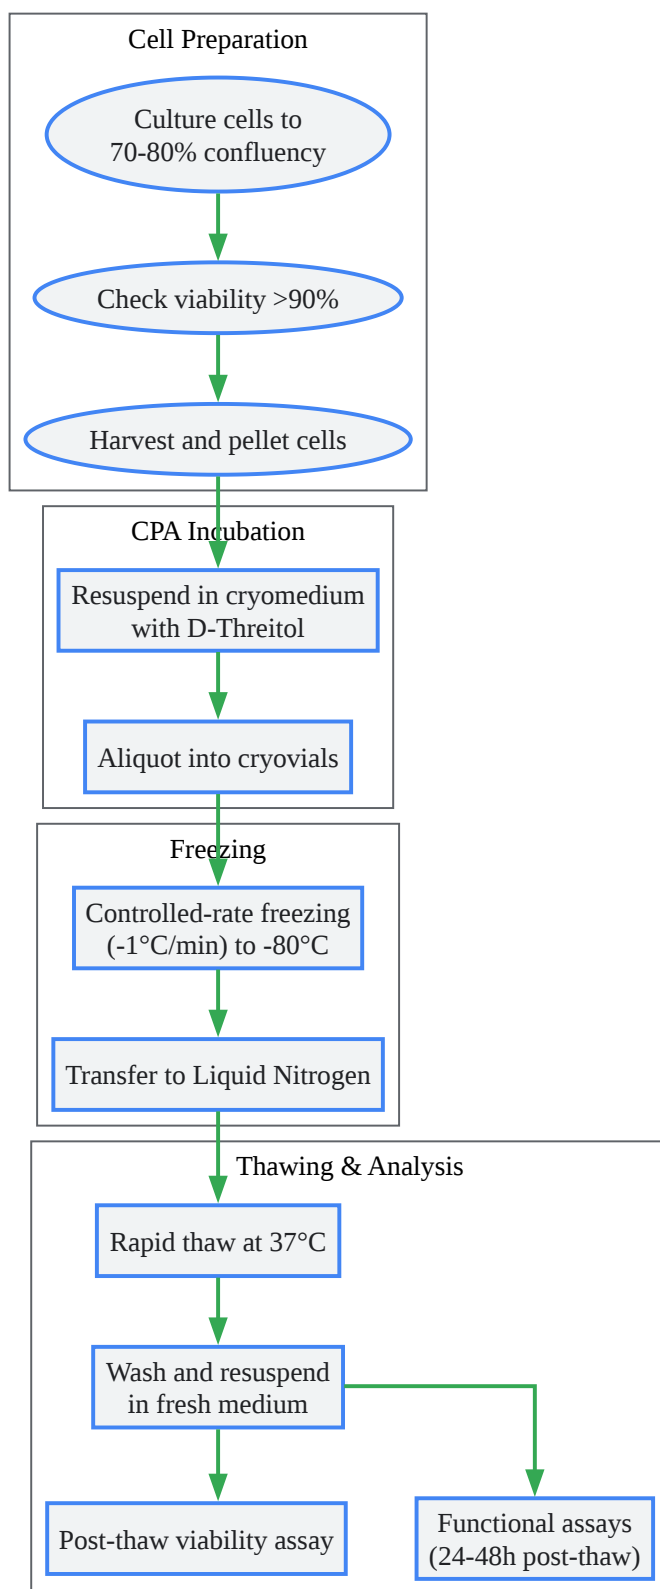 Cell Preparation
Culture cells to
70-80% confluency
Check viability >90%
Harvest and pellet cells
CPA Incubation
Resuspend in cryomedium
with D-Threitol
Aliquot into cryovials
Freezing
Controlled-rate freezing
(-1°C/min) to -80°C
Transfer to Liquid Nitrogen
Thawing & Analysis
Rapid thaw at 37°C
Wash and resuspend
in fresh medium
Post-thaw viability assay
Functional assays
(24-48h post-thaw)